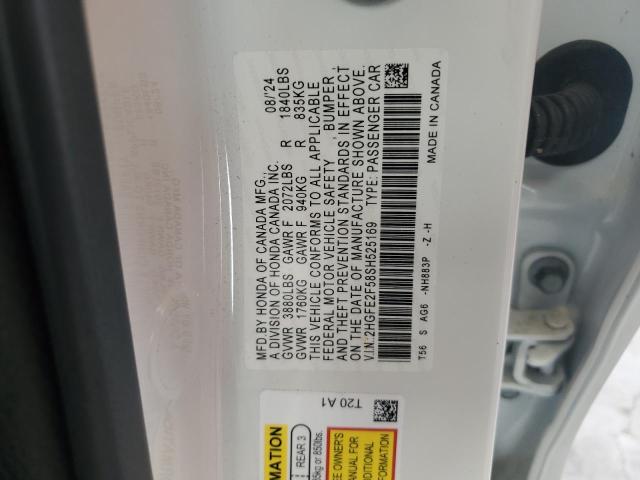 MFD.BY HONDA OF CANADA MFG., 08/'24
A DIVISION OF HONDA CANADA INC.
GVWR 3880LBS GAWR F 2072LBS R 1840LBS
GVWR 1760KG GAWR F 940KG R 835KG
THIS VEHICLE CONFORMS TO ALL APPLICABLE
FEDERAL MOTOR VEHICLE SAFETY, BUMPER,
AND THEFT PREVENTION STANDARDS IN EFFECT
ON THE DATE OF MANUFACTURE SHOWN ABOVE.
V.I.N:2HGFE2F58SH525169 TYPE: PASSENGER CAR
T56 S AG6 -NH883P -Z -H
MADE IN CANADA
T20 A1
REAR 3
or 850lbs.